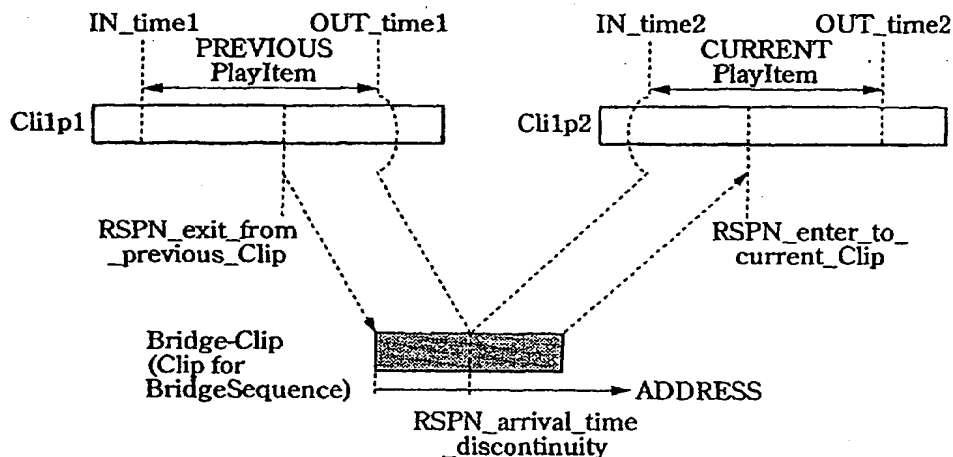 IN_time1
OUT_time1
IN_time2
OUT_time2
PREVIOUS
PlayItem
CURRENT
PlayItem
Cli1p1
Cli1p2
RSPN_exit_from
_previous_Clip
RSPN_enter_to_
current_Clip
Bridge-Clip
(Clip for
BridgeSequence)
ADDRESS
RSPN_arrival_time
_discontinuity